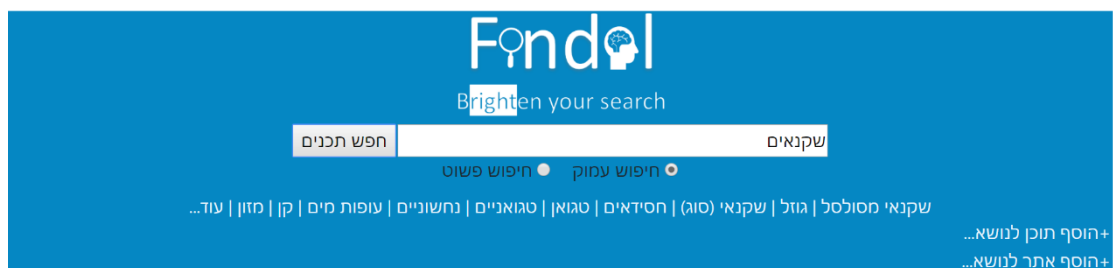 Findol
Brighten your search
שקנאים
חפש תכנים
חיפוש עמוק חיפוש פשוט
שקנאי מסולסל | גוזל | שקנאי (סוג) | חסידאים | טגואן | טגואניים | נחשוניים | עופות מים | קן | מזון | עוד...
+הוסף תוכן לנושא...
+הוסף אתר לנושא...